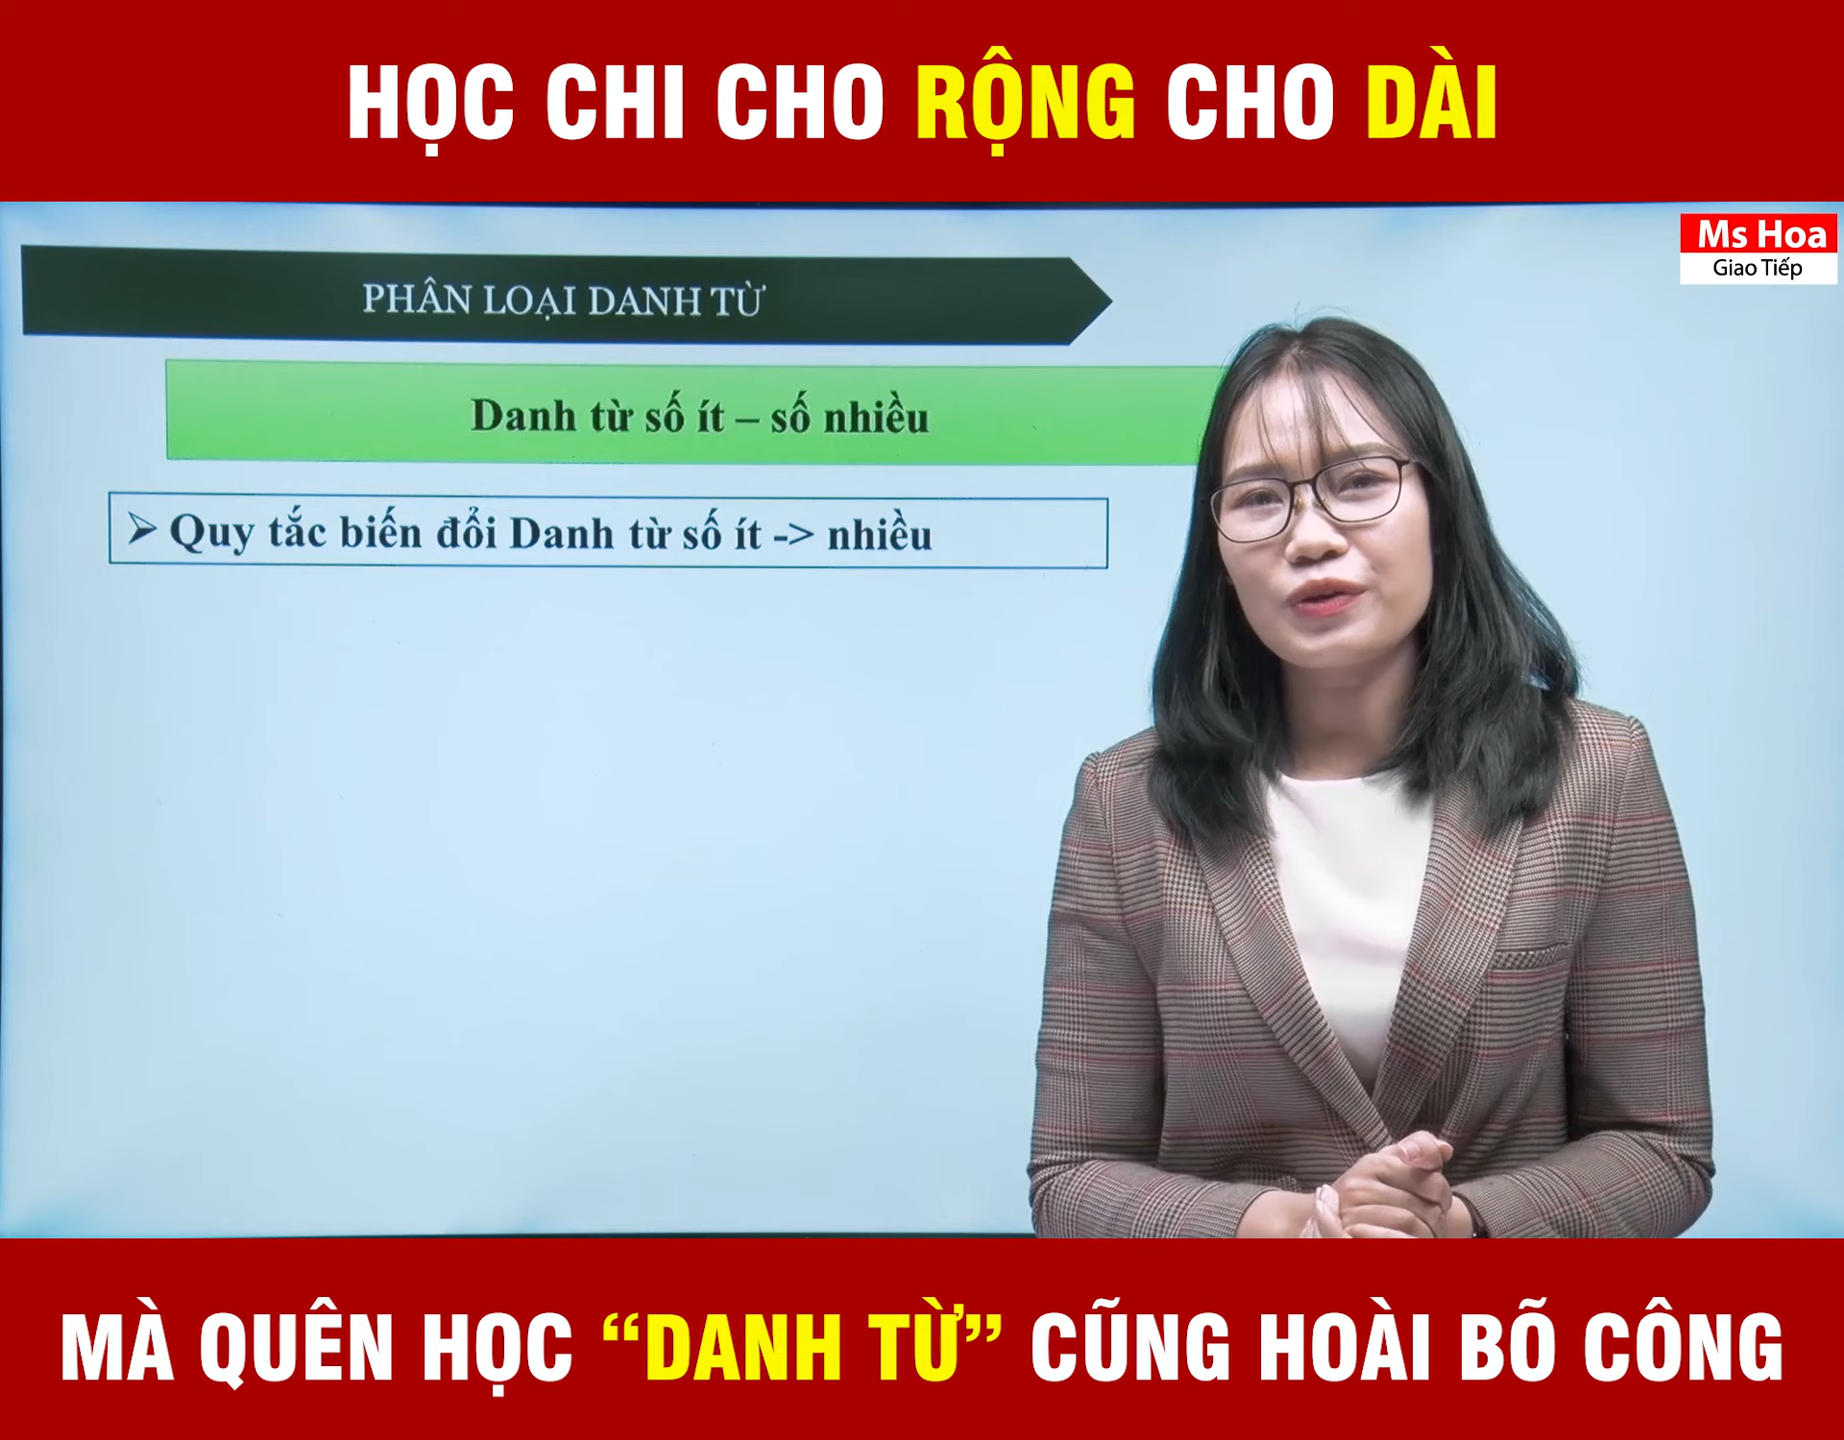 HỌC CHI CHO RỘNG CHO DÀI
Ms Hoa
Giao Tiếp
PHÂN LOẠI DANH TỪ
Danh từ số ít – số nhiều
➢ Quy tắc biến đổi Danh từ số ít -> nhiều
MÀ QUÊN HỌC “DANH TỪ” CŨNG HOÀI BÕ CÔNG